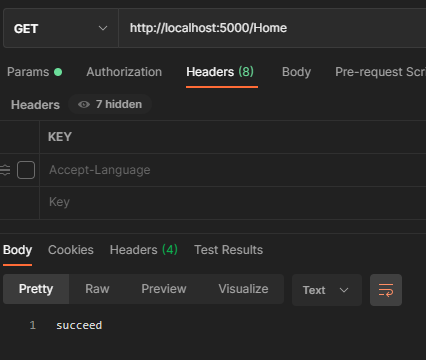 GET http://localhost:5000/Home
Params Authorization Headers (8) Body Pre-request Scri
Headers 7 hidden
KEY
Accept-Language
Key
Body Cookies Headers (4) Test Results
Pretty Raw Preview Visualize Text
1 succeed